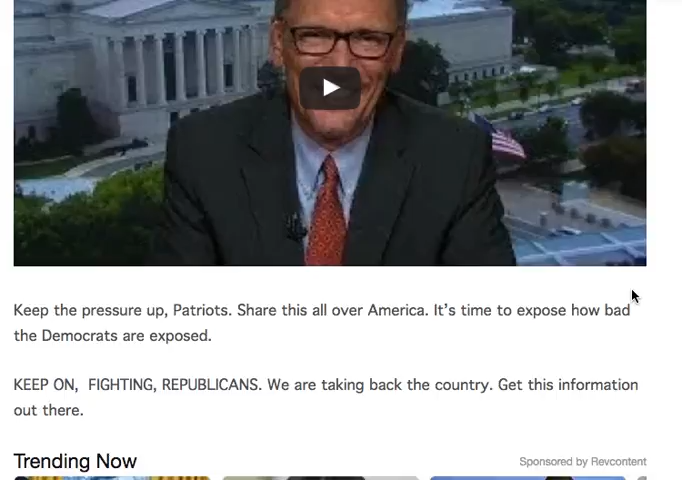 Keep the pressure up, Patriots. Share this all over America. It's time to expose how bad
the Democrats are exposed.
KEEP ON,  FIGHTING, REPUBLICANS. We are taking back the country. Get this information
out there.
Trending Now
Sponsored by Revcontent